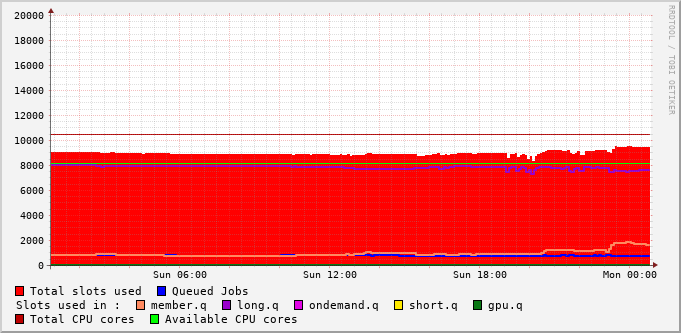 RRDTOOL / TOBI OETIKER
20000
18000
16000
14000
12000
10000
8000
6000
4000
2000
0
Sun 06:00 Sun 12:00 Sun 18:00 Mon 00:00
Total slots used Queued Jobs
Slots used in : member.q long.q ondemand.q short.q gpu.q
Total CPU cores Available CPU cores